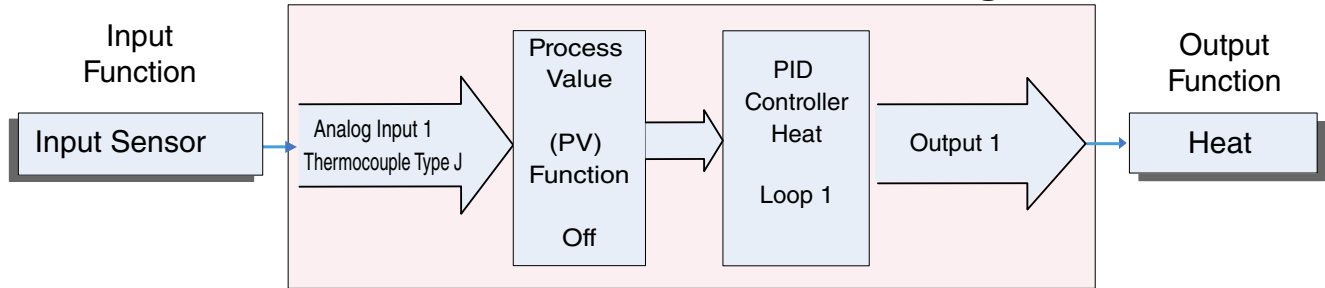 Input
Function
Input Sensor
Analog Input 1
Thermocouple Type J
Process
Value
(PV)
Function
Off
PID
Controller
Heat
Loop 1
Output 1
Output
Function
Heat